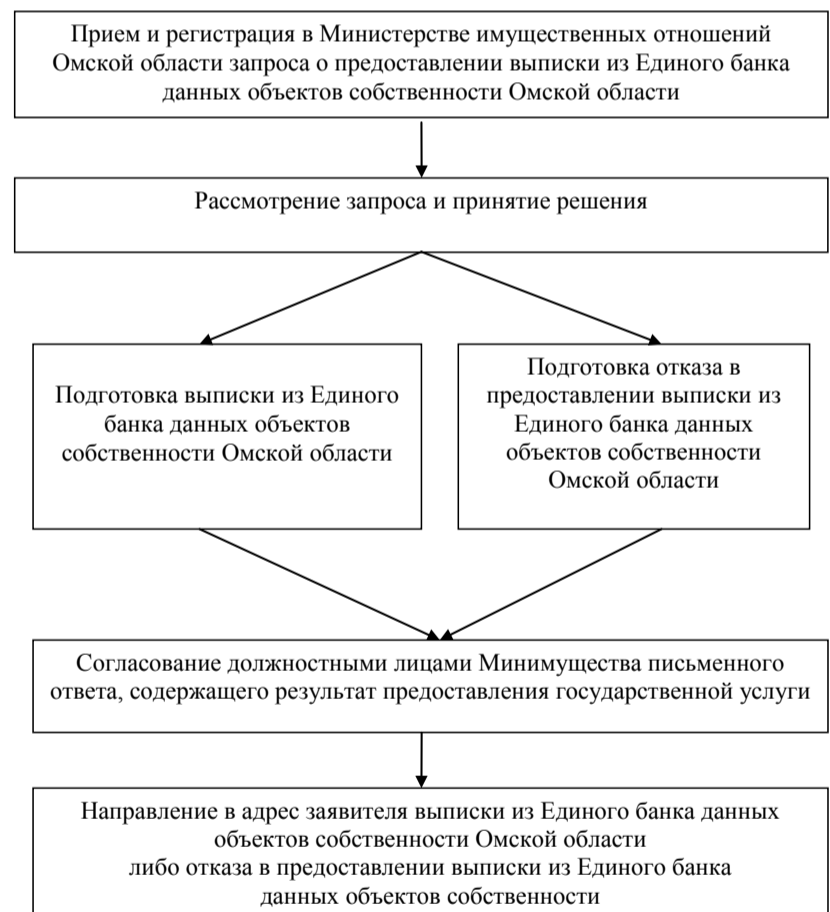 Прием и регистрация в Министерстве имущественных отношений
Омской области запроса о предоставлении выписки из Единого банка
данных объектов собственности Омской области
Рассмотрение запроса и принятие решения
Подготовка выписки из Единого
банка данных объектов
собственности Омской области
Подготовка отказа в
предоставлении выписки из
Единого банка данных
объектов собственности
Омской области
Согласование должностными лицами Минимущества письменного
ответа, содержащего результат предоставления государственной услуги
Направление в адрес заявителя выписки из Единого банка данных
объектов собственности Омской области
либо отказа в предоставлении выписки из Единого банка
данных объектов собственности